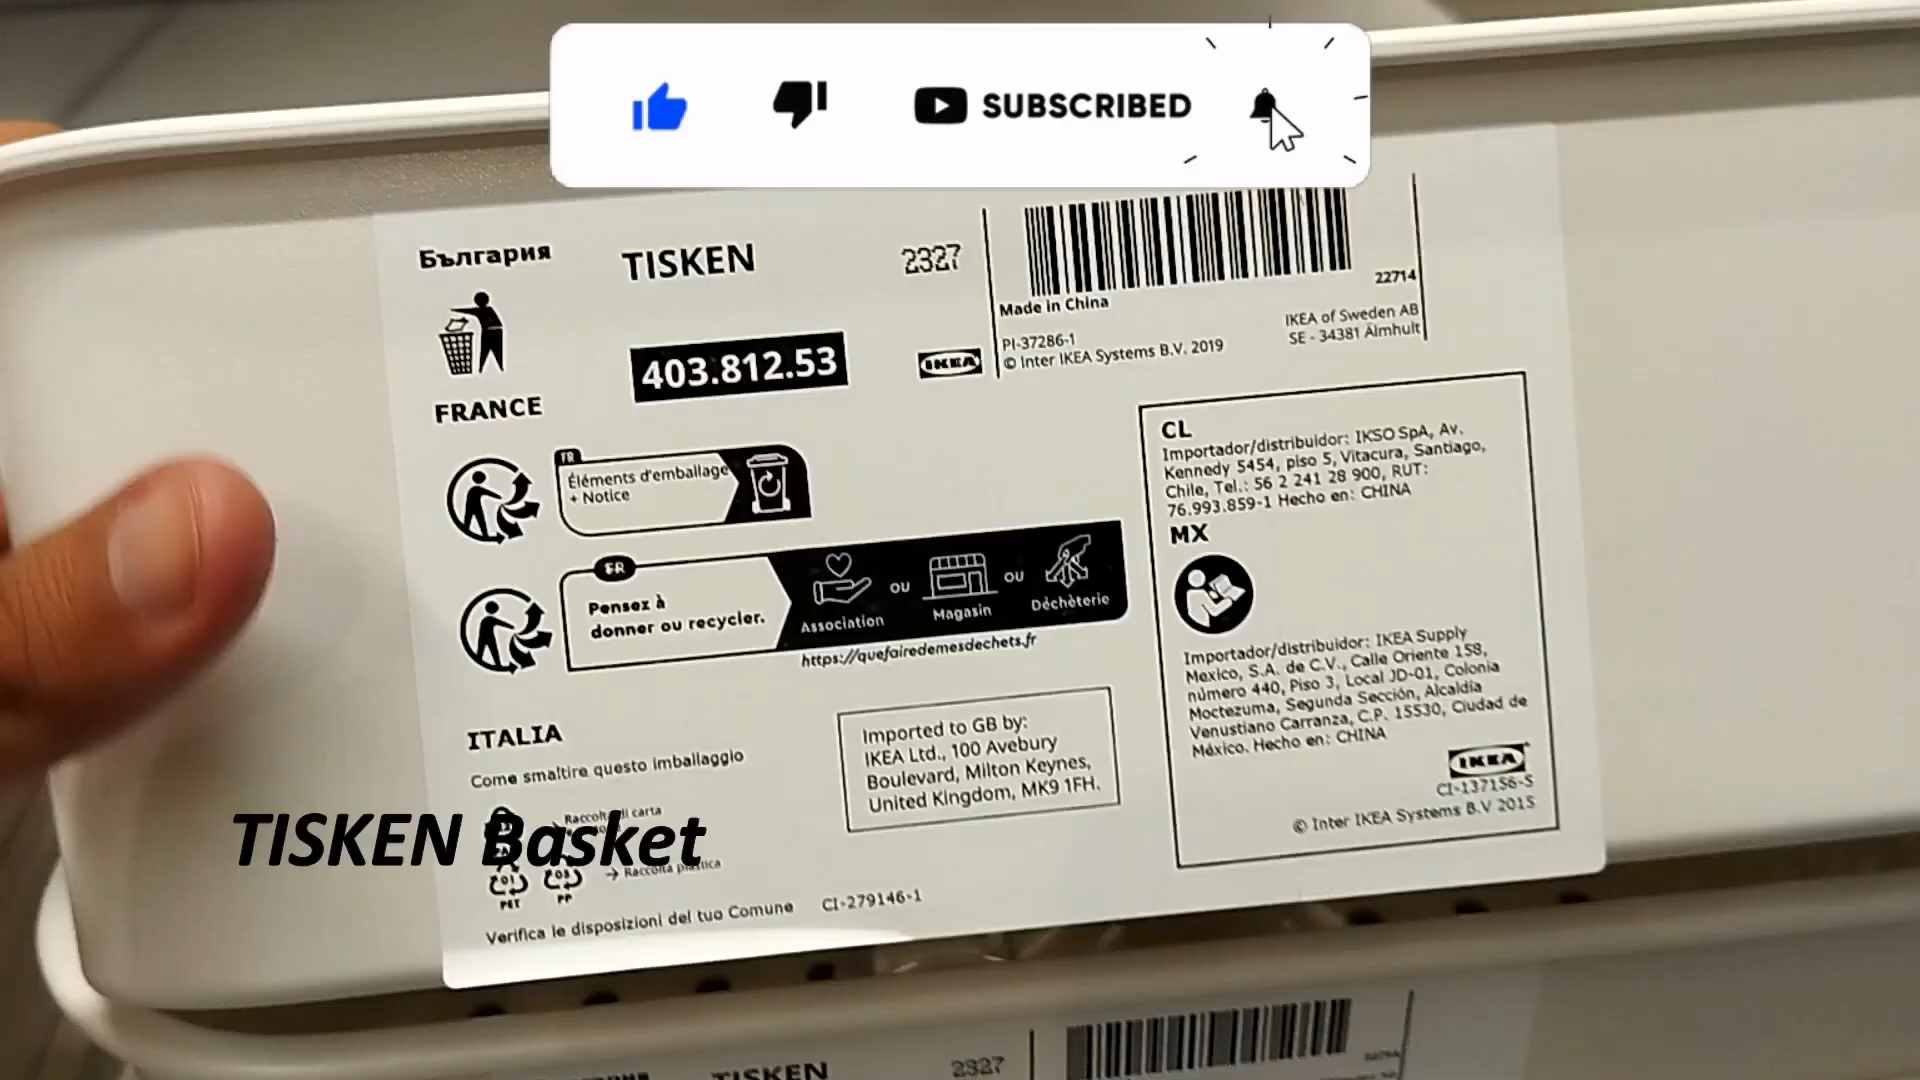 SUBSCRIBED
България
TISKEN
2327
22714
Made in China
PI-37286-1
© Inter IKEA Systems B.V. 2019
IKEA of Sweden AB
SE - 34381 Älmhult
403.812.53
IKEA
FRANCE
FR
Éléments d'emballage
+ Notice
FR
Pensez à
donner ou recycler.
Association
ou
Magasin
ou
Déchèterie
https://quefairedemesdechets.fr
CL
Importador/distribuidor: IKSO SpA, Av.
Kennedy 5454, piso 5, Vitacura, Santiago,
Chile, Tel.: 56 2 241 28 900, RUT:
76.993.859-1 Hecho en: CHINA
MX
Importador/distribuidor: IKEA Supply
Mexico, S.A. de C.V., Calle Oriente 158,
número 440, Piso 3, Local JD-01, Colonia
Moctezuma, Segunda Sección, Alcaldía
Venustiano Carranza, C.P. 15530, Ciudad de
México. Hecho en: CHINA
IKEA
CI-137156-5
© Inter IKEA Systems B.V 2015
ITALIA
Come smaltire questo imballaggio
Imported to GB by:
IKEA Ltd., 100 Avebury
Boulevard, Milton Keynes,
United Kingdom, MK9 1FH.
Raccolta di carta
TISKEN Basket
→ Raccolta plastica
01
PET
05
PP
Verifica le disposizioni del tuo Comune
CI-279146-1
TISKEN
2327